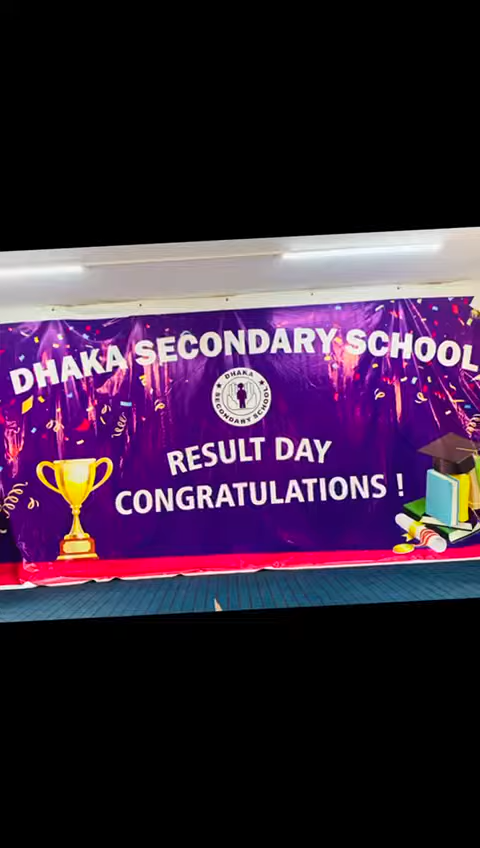 DHAKA SECONDARY SCHOOL
DHAKA
SECONDARY SCHOOL
RESULT DAY
CONGRATULATIONS !